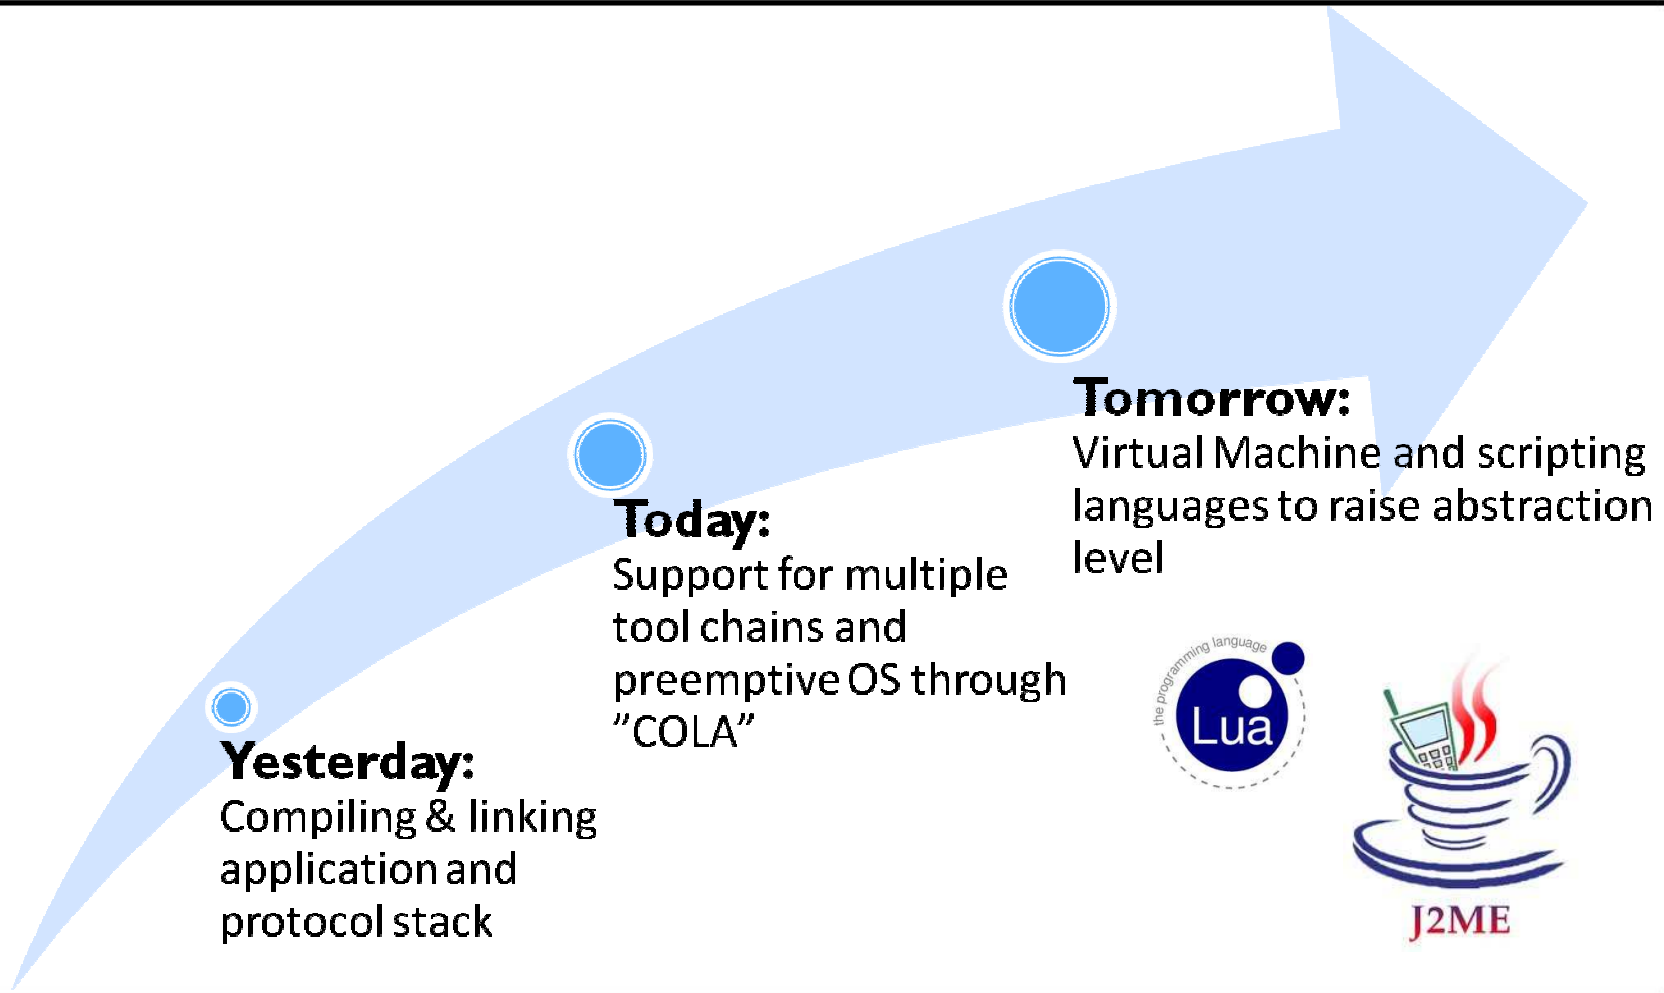 Yesterday:
Compiling & linking
application and
protocol stack
Today:
Support for multiple
tool chains and
preemptive OS through
”COLA”
Tomorrow:
Virtual Machine and scripting
languages to raise abstraction
level
the programming language
Lua
J2ME